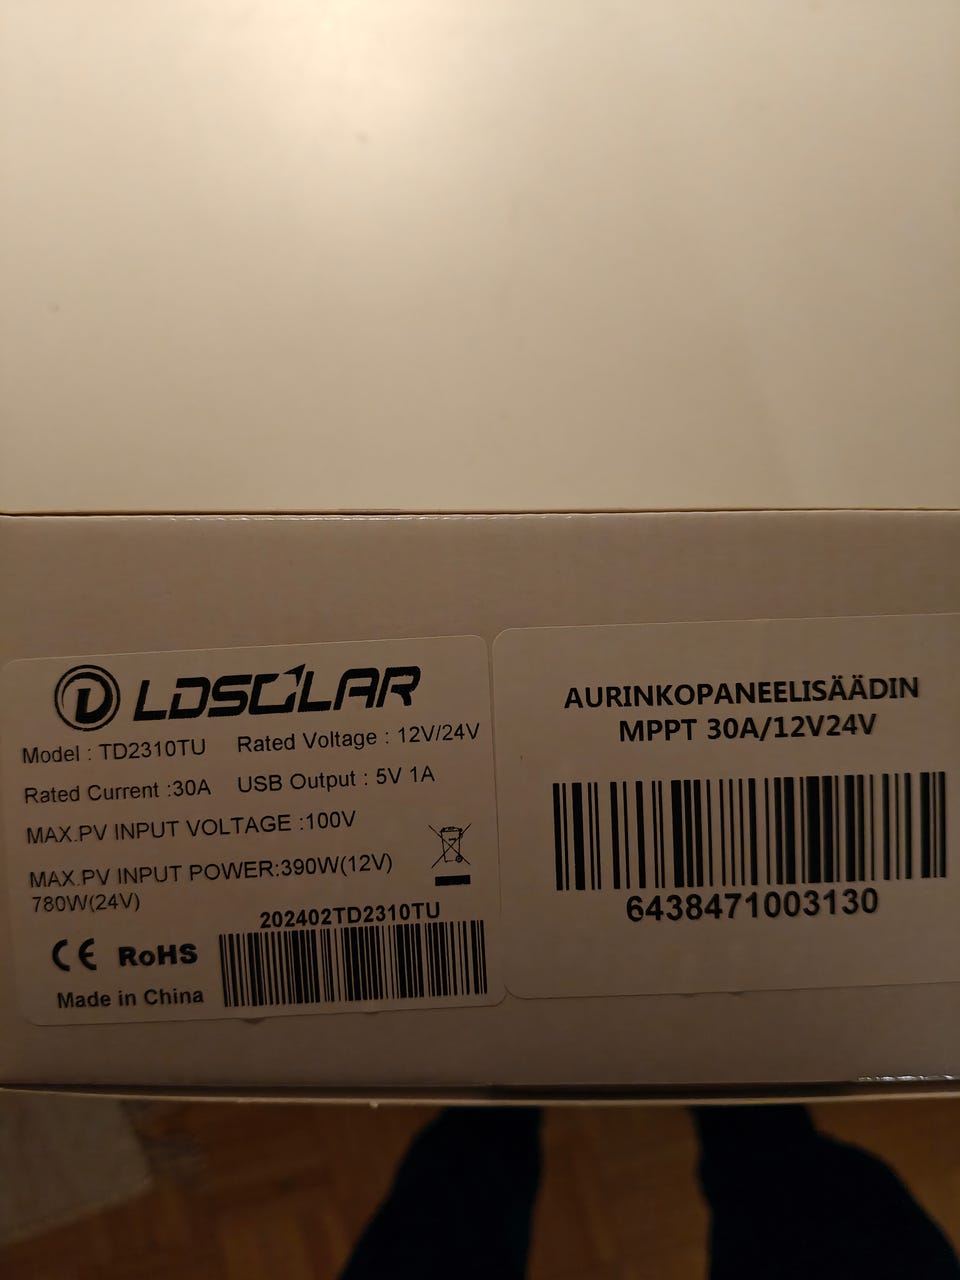 LDSOLAR
Model : TD2310TU Rated Voltage : 12V/24V
Rated Current :30A USB Output : 5V 1A
MAX.PV INPUT VOLTAGE :100V
MAX.PV INPUT POWER:390W(12V)
780W(24V)
202402TD2310TU
CE RoHS
Made in China
AURINKOPANEELISÄÄDIN
MPPT 30A/12V24V
6438471003130